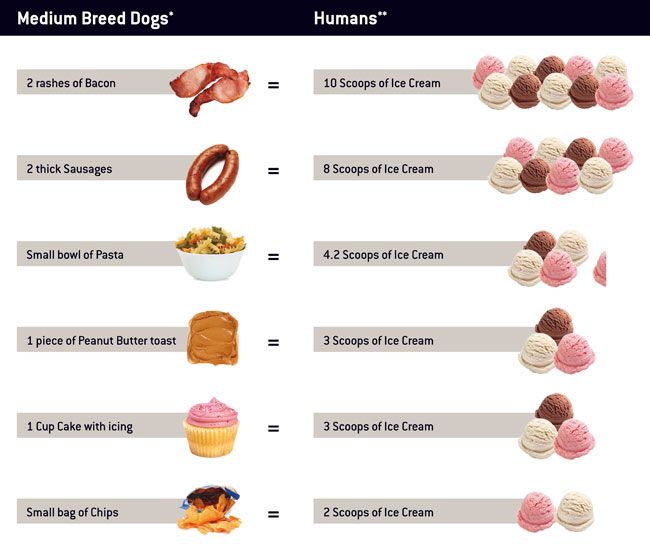 Medium Breed Dogs* Humans**
2 rashes of Bacon = 10 Scoops of Ice Cream
2 thick Sausages = 8 Scoops of Ice Cream
Small bowl of Pasta = 4.2 Scoops of Ice Cream
1 piece of Peanut Butter toast = 3 Scoops of Ice Cream
1 Cup Cake with icing = 3 Scoops of Ice Cream
Small bag of Chips = 2 Scoops of Ice Cream